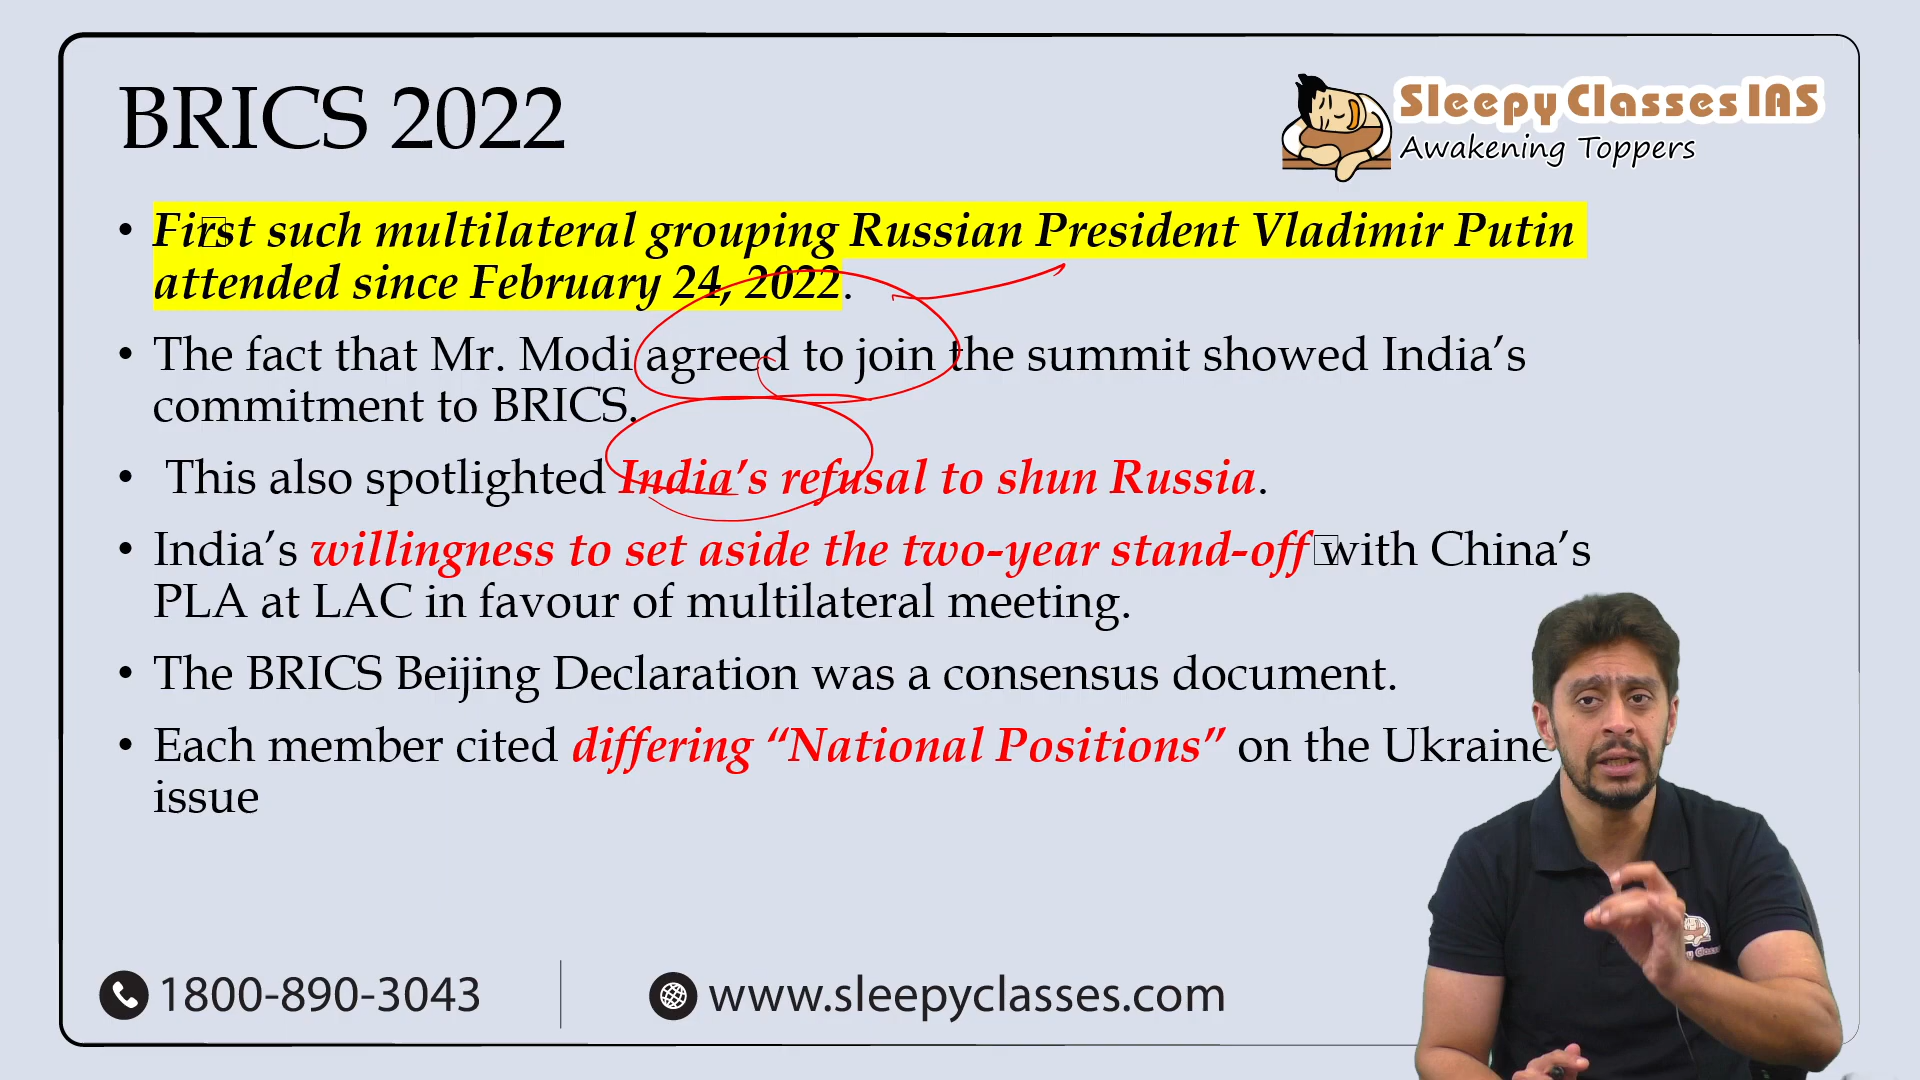 BRICS 2022
Sleepy Classes IAS
Awakening Toppers
• First such multilateral grouping Russian President Vladimir Putin
attended since February 24, 2022.
• The fact that Mr. Modi agreed to join the summit showed India’s
commitment to BRICS.
• This also spotlighted India’s refusal to shun Russia.
• India’s willingness to set aside the two-year stand-off with China’s
PLA at LAC in favour of multilateral meeting.
• The BRICS Beijing Declaration was a consensus document.
• Each member cited differing “National Positions” on the Ukraine
issue
1800-890-3043
www.sleepyclasses.com